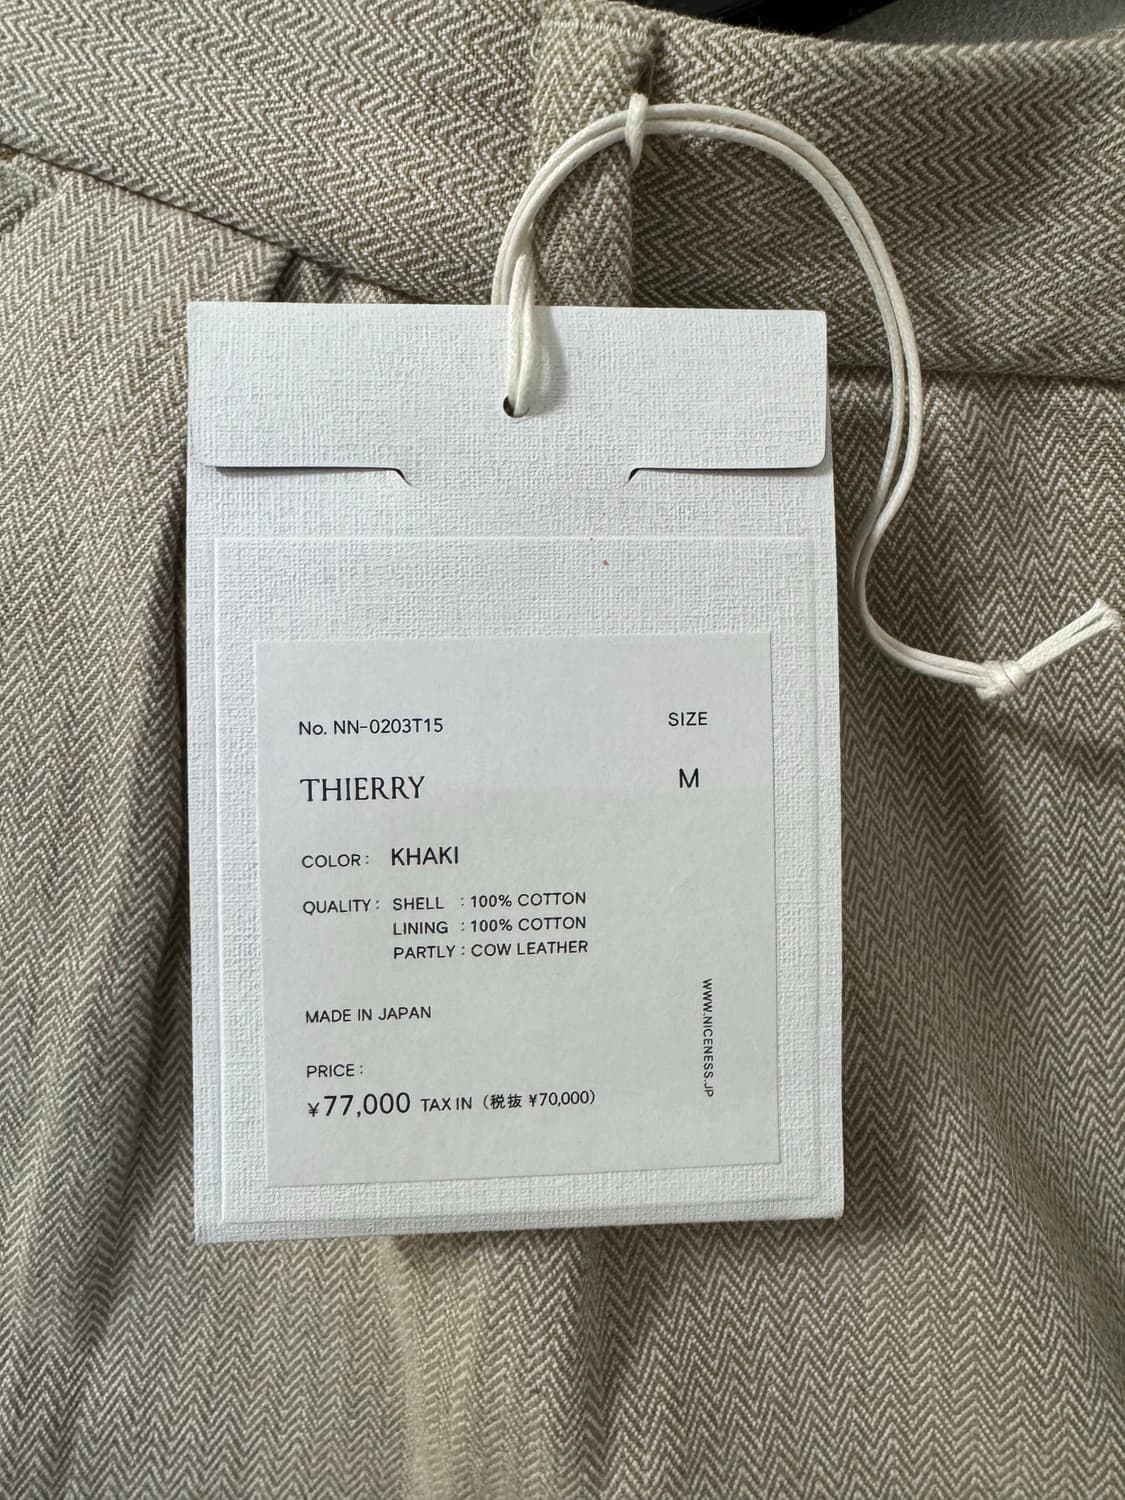 No. NN-0203T15
SIZE
THIERRY
M
COLOR : KHAKI
QUALITY : SHELL : 100% COTTON
LINING : 100% COTTON
PARTLY : COW LEATHER
MADE IN JAPAN
WWW.NICENESS.JP
PRICE :
¥77,000 TAX IN (税抜 ¥70,000)